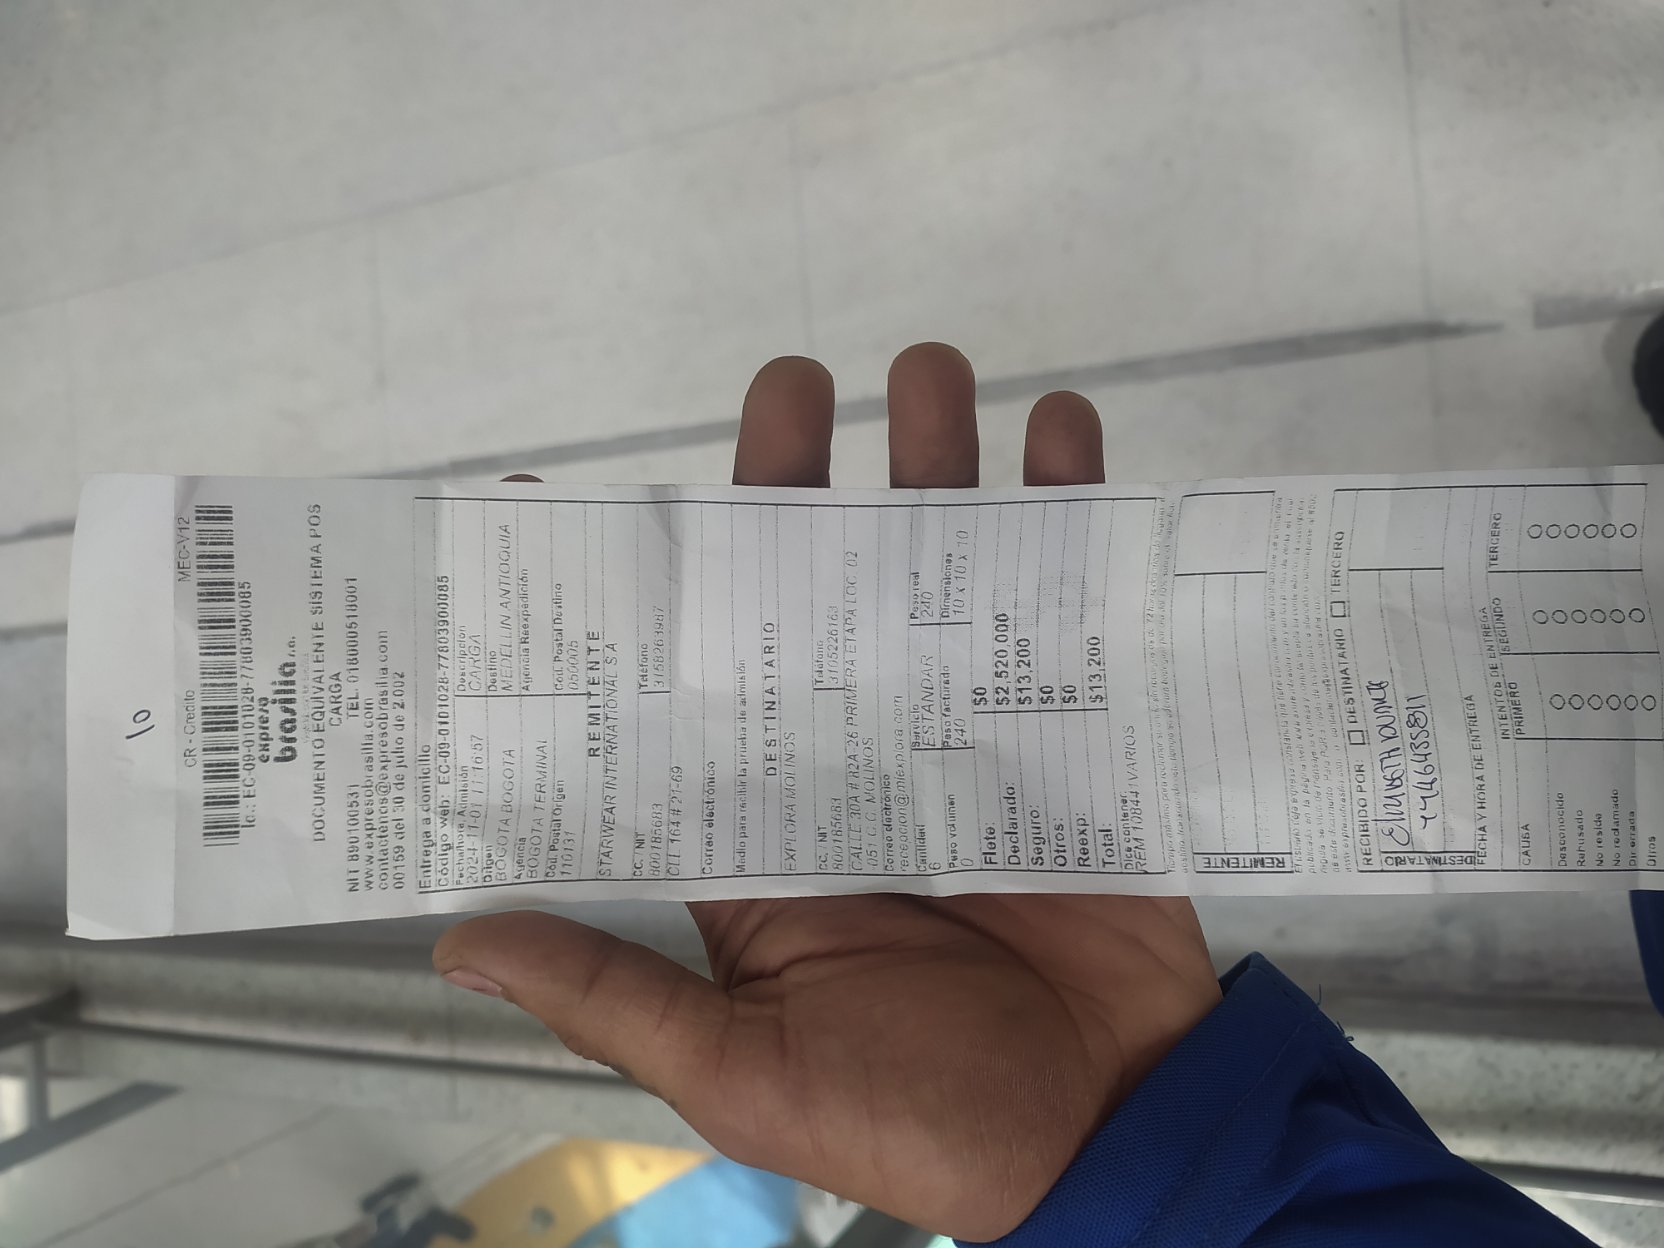 10
CR - Credito MEC-V12
Ic.: EC-09-0101028-77803900085
expreso
brasilia s.a.
DOCUMENTO EQUIVALENTE SISTEMA POS
CARGA
NIT 890100531 TEL. 018000518001
www.expresobrasilia.com
contactenos@expresobrasilia.com
00159 del 30 de julio de 2.002
Entrega a domicilio
Código web: EC-09-0101028-77803900085
Fecha/hora Admisión Descripción
2024-11-01 11:16:57 CARGA
Origen Destino
BOGOTA BOGOTA MEDELLIN ANTIOQUIA
Agencia Agencia Reexpedición
BOGOTA TERMINAL
Cod. Postal Origen Cod. Postal Destino
110131 050005
REMITENTE
STARWEAR INTERNATIONAL S A
CC, NIT Teléfono
800185683 3158263987
CLL 164 # 21-69
Correo electrónico
Medio para recibir la prueba de admisión
DESTINATARIO
EXPLORA MOLINOS
CC, NIT Teléfono
800185683
CALLE 30A # 82A-26 PRIMERA ETAPA LOC. 02
051 C.C. MOLINOS
Correo electrónico
recepcion@miexplora.com
Cantidad Servicio Peso real
6 ESTANDAR 240
Peso volumen Peso facturado Dimensiones
0 240 10 x 10 x 10
Flete: $0
Declarado: $2,520,000
Seguro: $13,200
Otros: $0
Reexp: $0
Total: $13,200
Dice contener:
REM 108441 VARIOS
REMITENTE
RECIBIDO POR: DESTINATARIO TERCERO
DESTINATARIO
FECHA Y HORA DE ENTREGA
INTENTOS DE ENTREGA
CAUSA PRIMERO SEGUNDO TERCERO
Desconocido
Rehusado
No reside
No reclamado
Dir errada
Otros